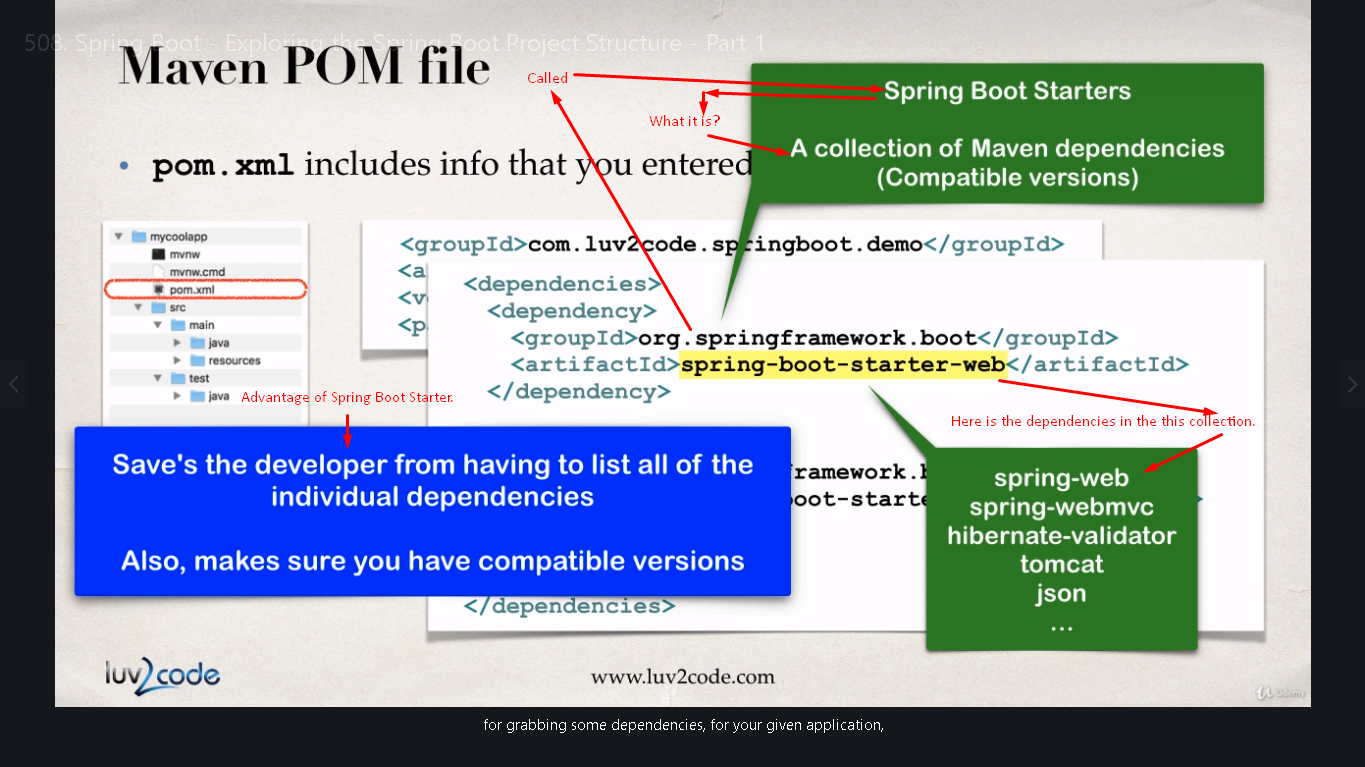 508. Spring Boot - Exploring the Spring Boot Project Structure - Part 1
Maven POM file
Called
What it is?
Spring Boot Starters
A collection of Maven dependencies
(Compatible versions)
• pom.xml includes info that you entered
mycoolapp
mvnw
mvnw.cmd
pom.xml
src
main
java
resources
test
java
<groupId>com.luv2code.springboot.demo</groupId>
<dependencies>
<dependency>
<groupId>org.springframework.boot</groupId>
<artifactId>spring-boot-starter-web</artifactId>
</dependency>
Advantage of Spring Boot Starter.
Here is the dependencies in the this collection.
Save's the developer from having to list all of the
individual dependencies
Also, makes sure you have compatible versions
spring-web
spring-webmvc
hibernate-validator
tomcat
json
...
</dependencies>
luv2code
www.luv2code.com
Udemy
for grabbing some dependencies, for your given application,